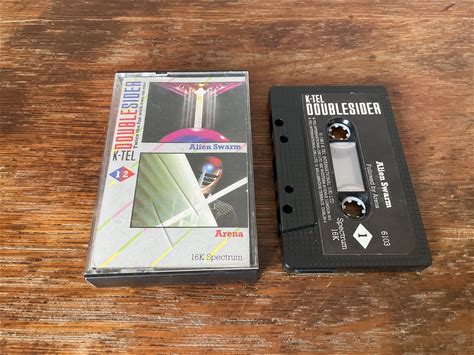 K-TEL
DOUBLESIDER
Alien Swarm
1 2
Arena
16K Spectrum
K-TEL
DOUBLESIDER
Alien Swarm
Followed by Arena
1
Spectrum
16K
6103